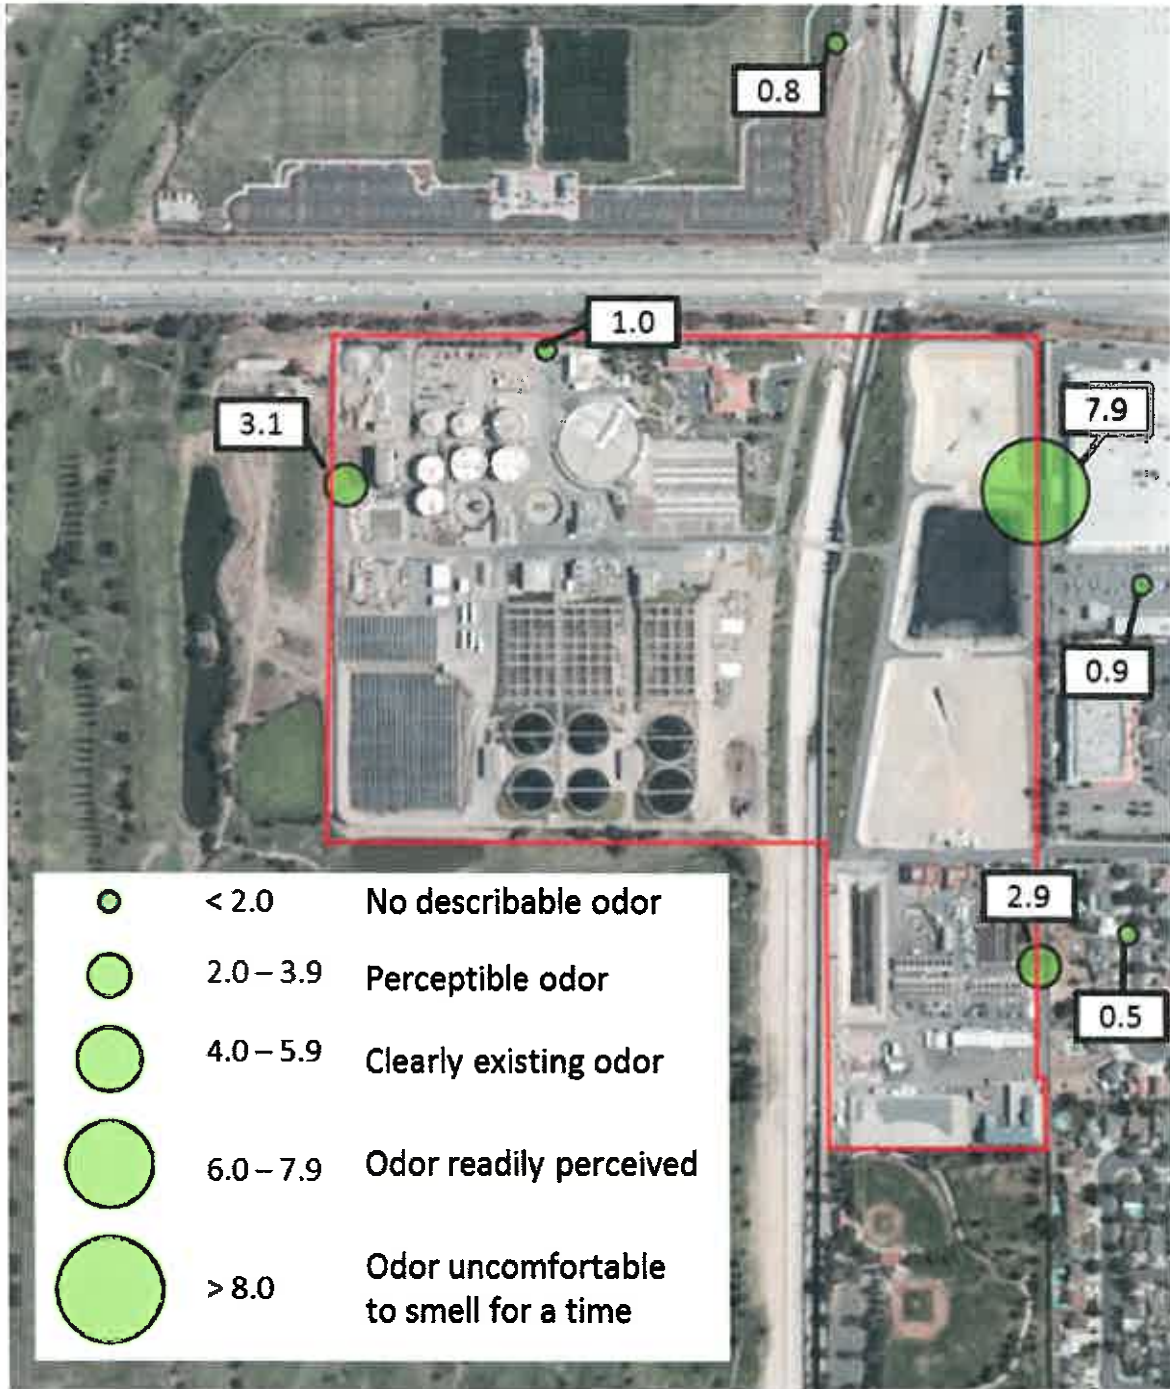 0.8
1.0
3.1
7.9
0.9
2.9
0.5
< 2.0 No describable odor
2.0 – 3.9 Perceptible odor
4.0 – 5.9 Clearly existing odor
6.0 – 7.9 Odor readily perceived
> 8.0 Odor uncomfortable
to smell for a time